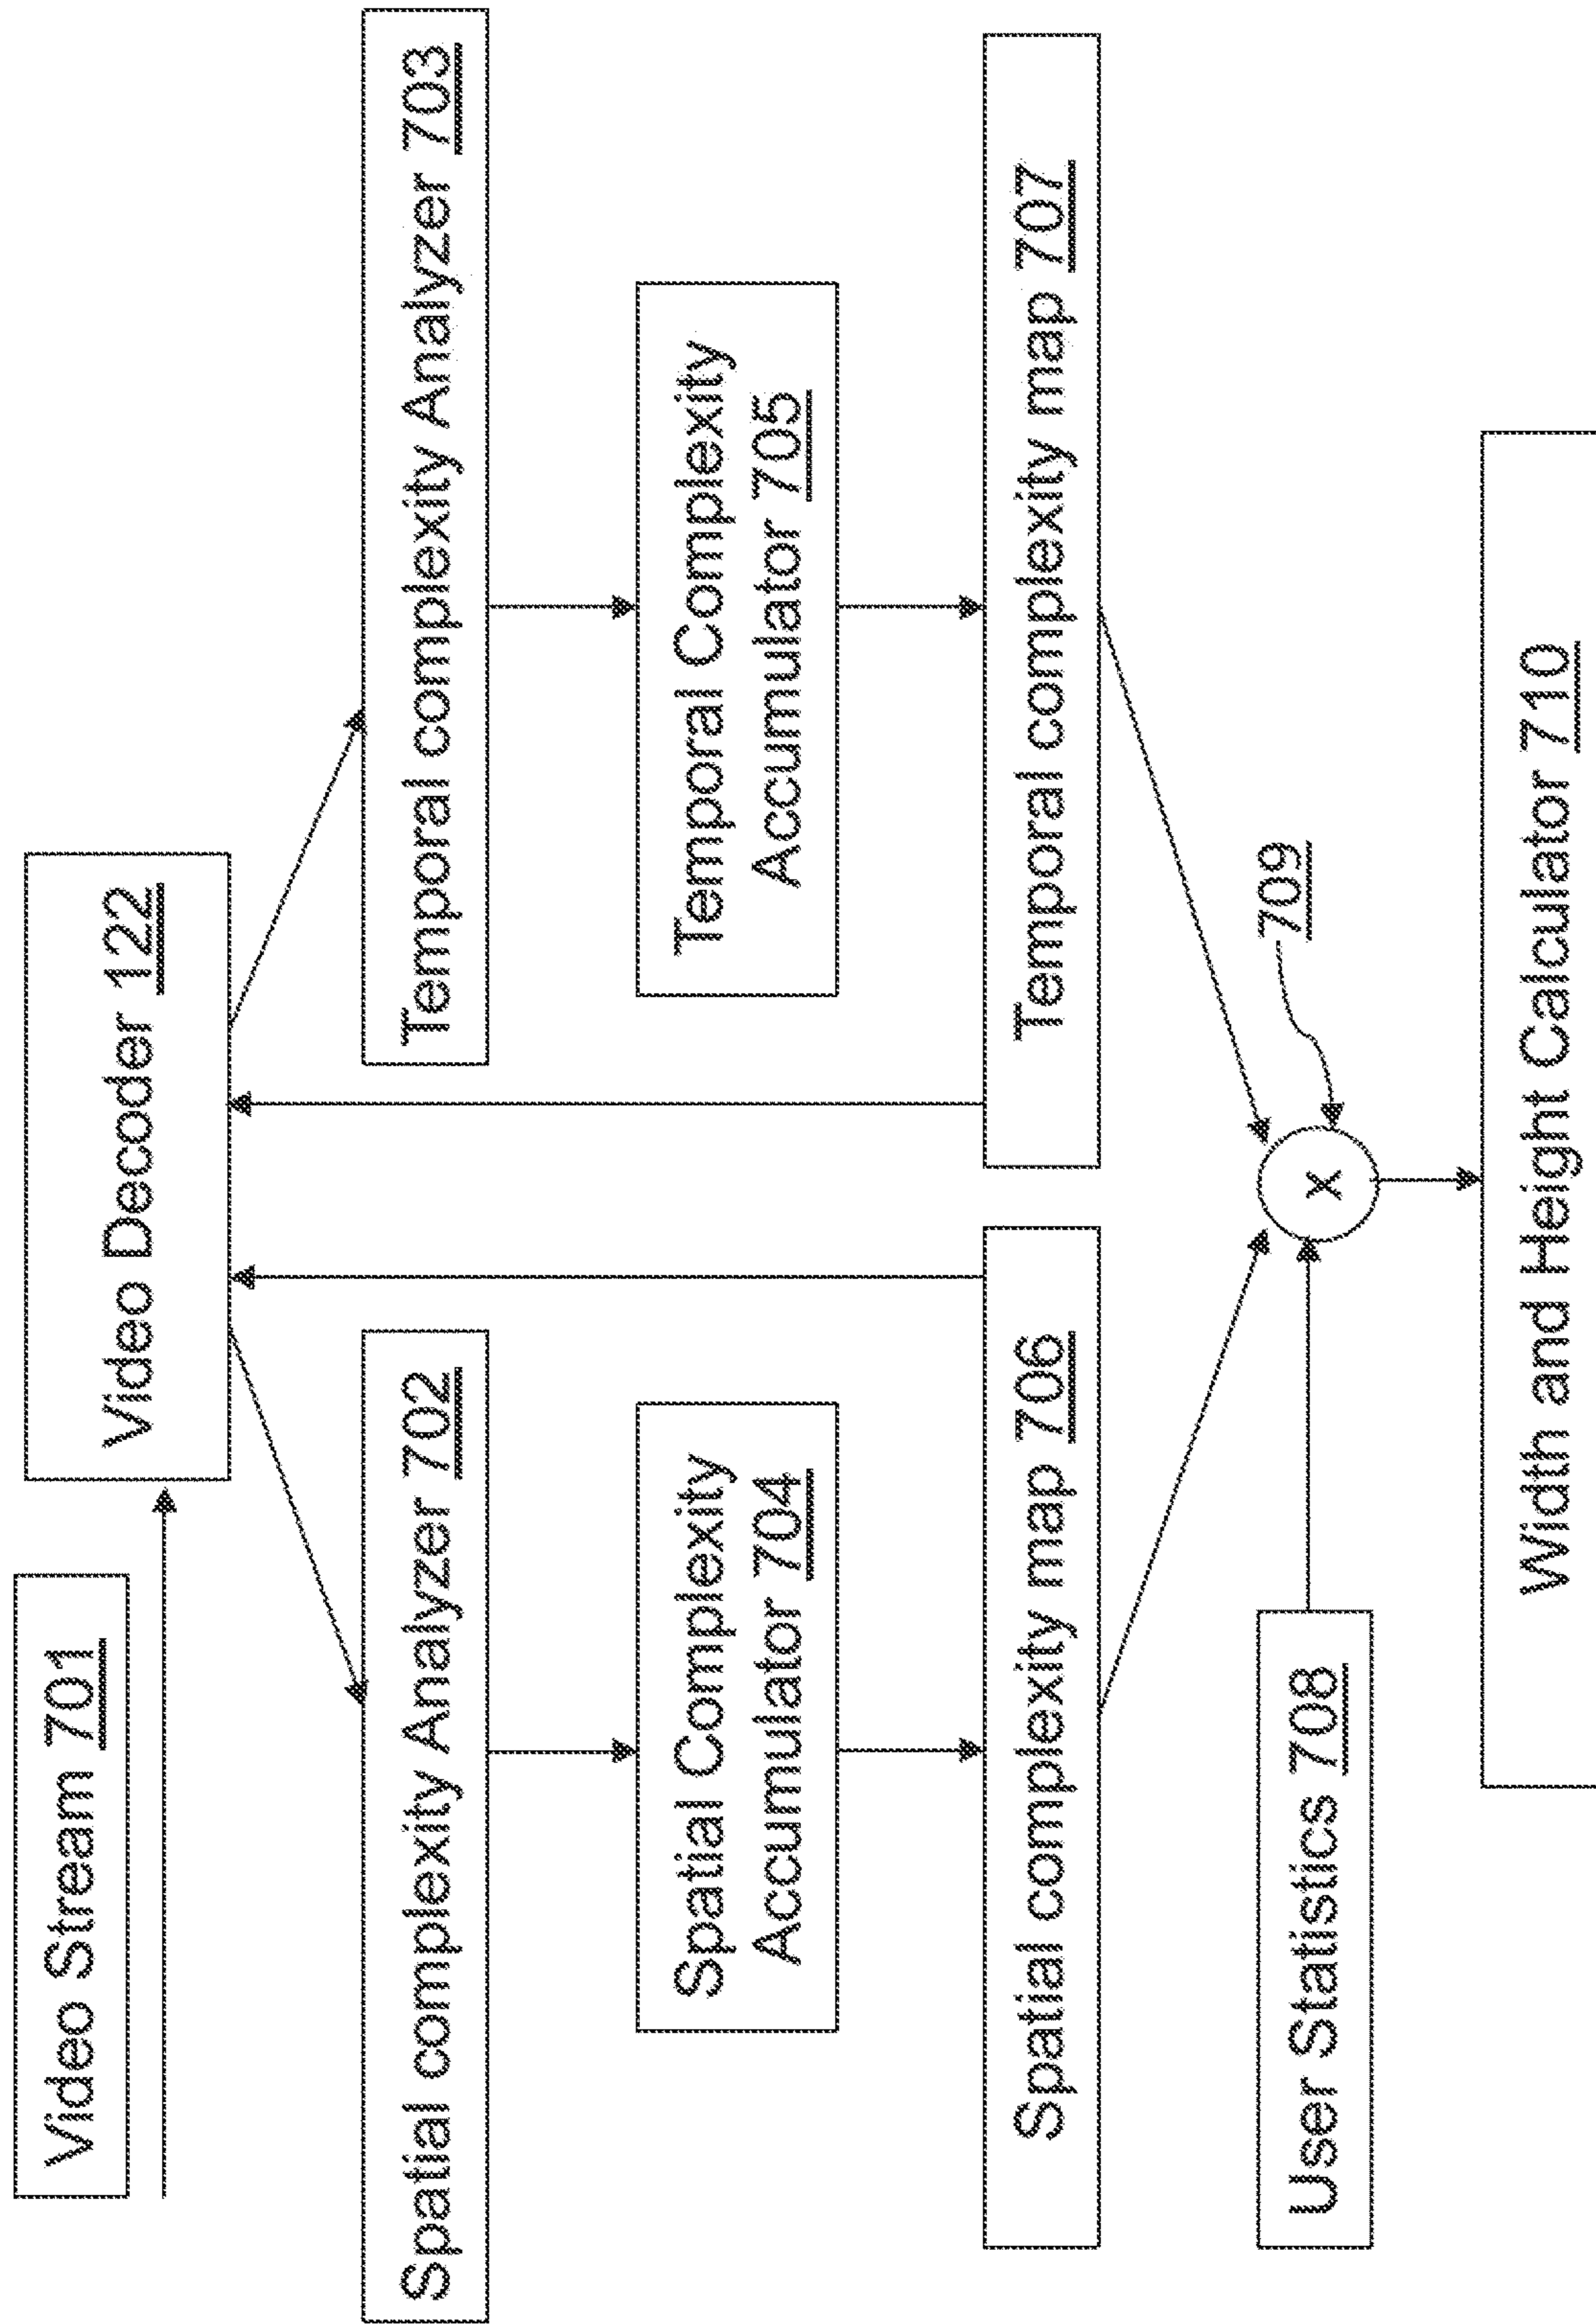 Video Stream 701
Video Decoder 122
Spatial complexity Analyzer 702
Temporal complexity Analyzer 703
Spatial Complexity
Accumulator 704
Temporal Complexity
Accumulator 705
Spatial complexity map 706
Temporal complexity map 707
User Statistics 708
X
709
Width and Height Calculator 710